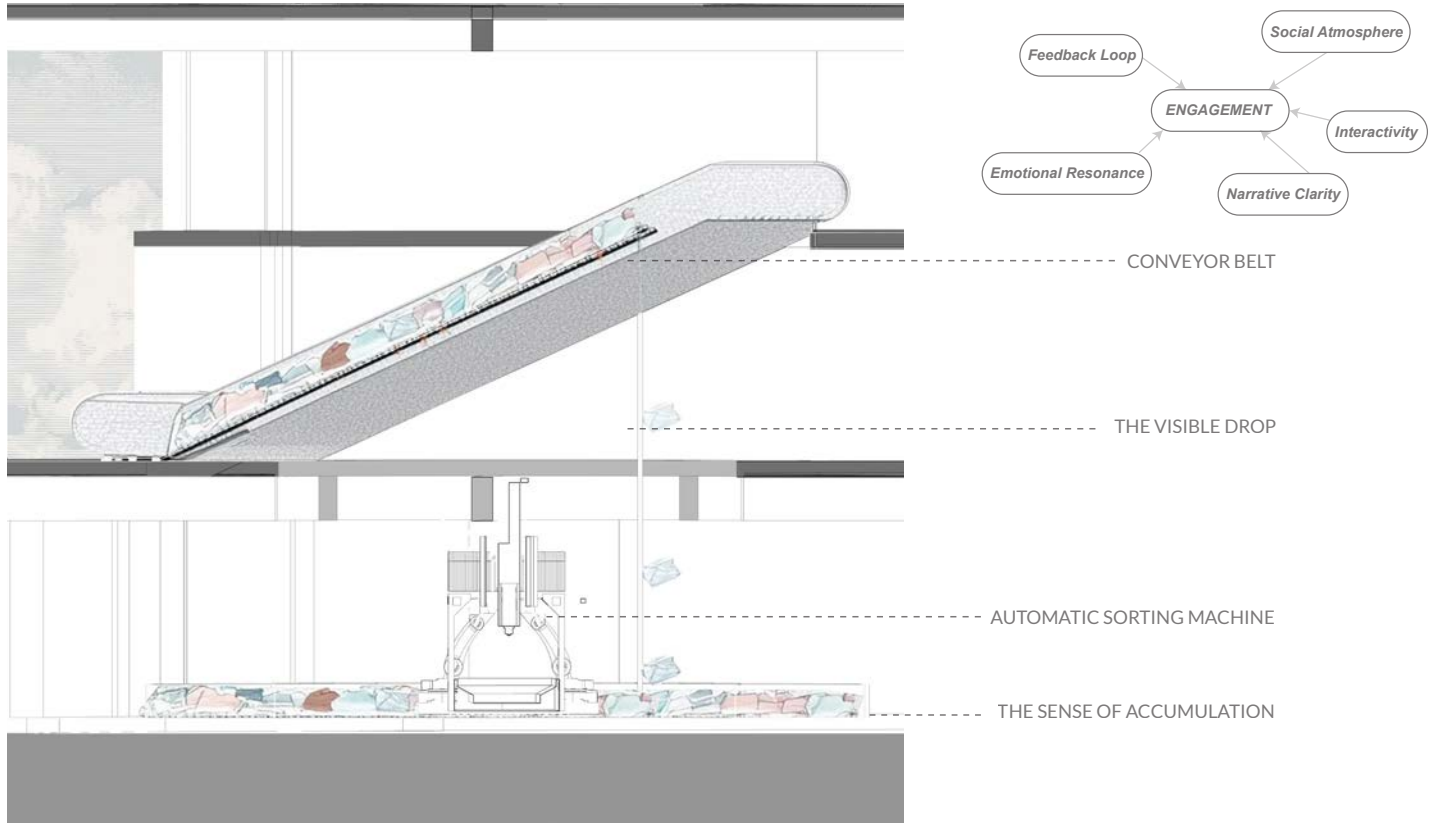 Social Atmosphere
Feedback Loop
ENGAGEMENT
Interactivity
Emotional Resonance
Narrative Clarity
CONVEYOR BELT
THE VISIBLE DROP
AUTOMATIC SORTING MACHINE
THE SENSE OF ACCUMULATION